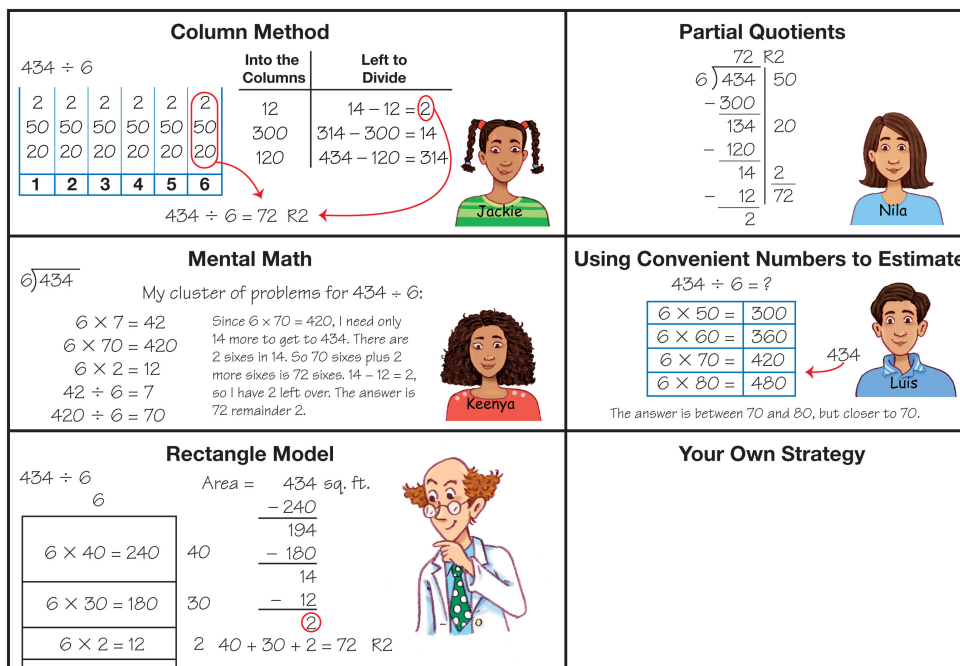 Column Method
434 ÷ 6
Into the Columns | Left to Divide
2 2 2 2 2 2
50 50 50 50 50 50
20 20 20 20 20 20
1 2 3 4 5 6
12 | 14 – 12 = 2
300 | 314 – 300 = 14
120 | 434 – 120 = 314
434 ÷ 6 = 72 R2
Jackie
Partial Quotients
72 R2
6)434 | 50
–300
134 | 20
– 120
14 | 2
– 12 | 72
2
Nila
Mental Math
6)434
My cluster of problems for 434 ÷ 6:
6 × 7 = 42
6 × 70 = 420
6 × 2 = 12
42 ÷ 6 = 7
420 ÷ 6 = 70
Since 6 × 70 = 420, I need only
14 more to get to 434. There are
2 sixes in 14. So 70 sixes plus 2
more sixes is 72 sixes. 14 – 12 = 2,
so I have 2 left over. The answer is
72 remainder 2.
Keenya
Using Convenient Numbers to Estimate
434 ÷ 6 = ?
6 × 50 = 300
6 × 60 = 360
6 × 70 = 420
6 × 80 = 480
434
Luis
The answer is between 70 and 80, but closer to 70.
Rectangle Model
434 ÷ 6
6
6 × 40 = 240 40
6 × 30 = 180 30
6 × 2 = 12 2
Area = 434 sq. ft.
– 240
194
– 180
14
– 12
2
40 + 30 + 2 = 72 R2
Your Own Strategy